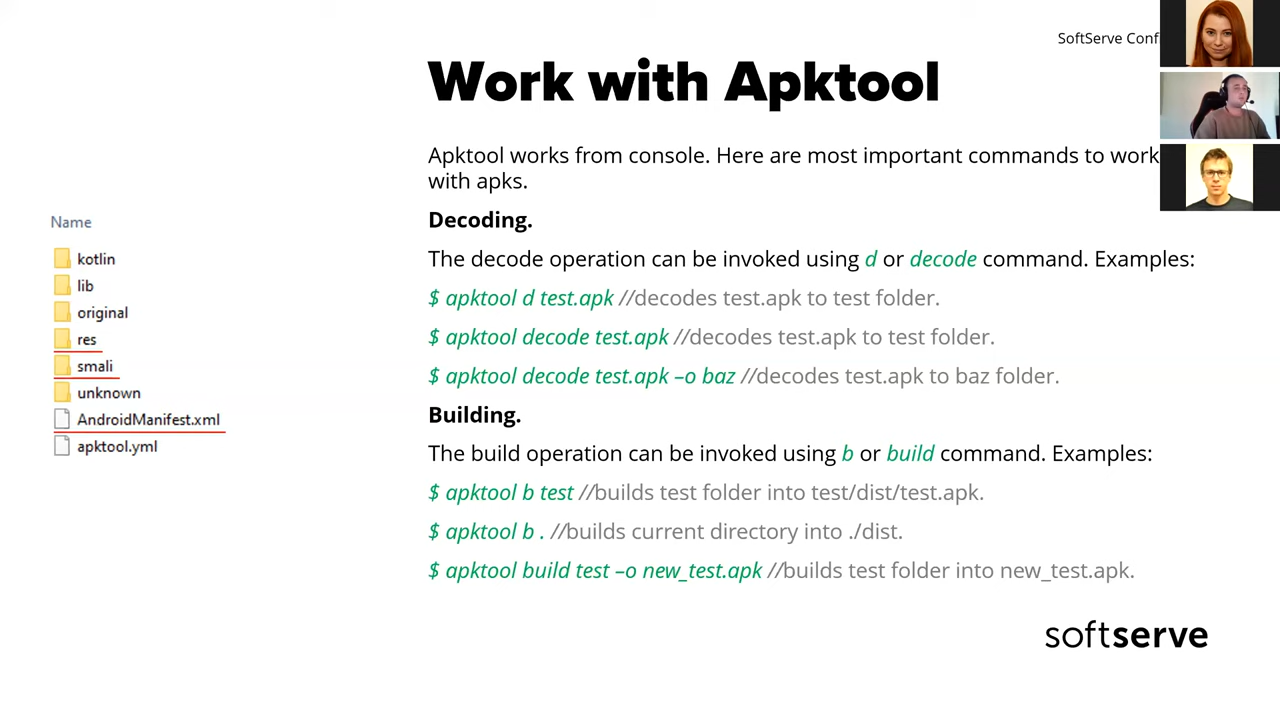 SoftServe Conf
Work with Apktool
Apktool works from console. Here are most important commands to work
with apks.
Decoding.
The decode operation can be invoked using d or decode command. Examples:
$ apktool d test.apk //decodes test.apk to test folder.
$ apktool decode test.apk //decodes test.apk to test folder.
$ apktool decode test.apk –o baz //decodes test.apk to baz folder.
Building.
The build operation can be invoked using b or build command. Examples:
$ apktool b test //builds test folder into test/dist/test.apk.
$ apktool b . //builds current directory into ./dist.
$ apktool build test –o new_test.apk //builds test folder into new_test.apk.
Name
kotlin
lib
original
res
smali
unknown
AndroidManifest.xml
apktool.yml
softserve